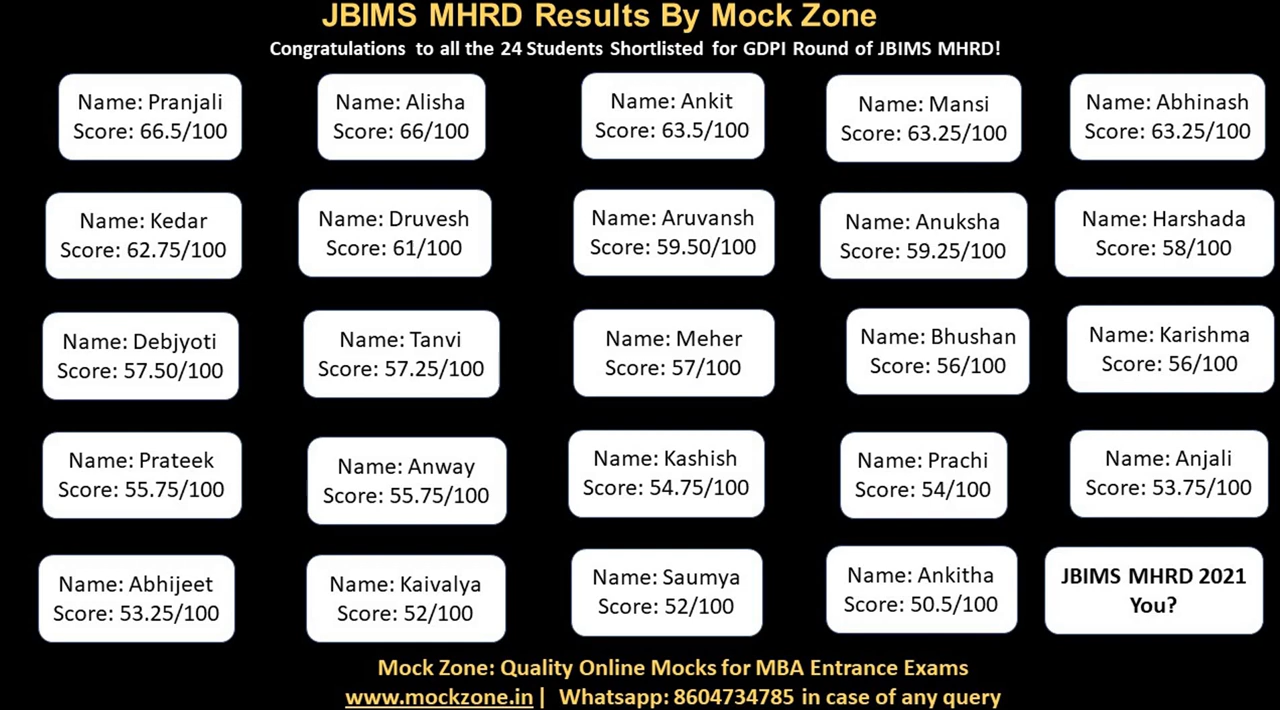 JBIMS MHRD Results By Mock Zone
Congratulations to all the 24 Students Shortlisted for GDPI Round of JBIMS MHRD!
Name: Pranjali
Score: 66.5/100
Name: Alisha
Score: 66/100
Name: Ankit
Score: 63.5/100
Name: Mansi
Score: 63.25/100
Name: Abhinash
Score: 63.25/100
Name: Kedar
Score: 62.75/100
Name: Druvesh
Score: 61/100
Name: Aruvansh
Score: 59.50/100
Name: Anuksha
Score: 59.25/100
Name: Harshada
Score: 58/100
Name: Debjyoti
Score: 57.50/100
Name: Tanvi
Score: 57.25/100
Name: Meher
Score: 57/100
Name: Bhushan
Score: 56/100
Name: Karishma
Score: 56/100
Name: Prateek
Score: 55.75/100
Name: Anway
Score: 55.75/100
Name: Kashish
Score: 54.75/100
Name: Prachi
Score: 54/100
Name: Anjali
Score: 53.75/100
Name: Abhijeet
Score: 53.25/100
Name: Kaivalya
Score: 52/100
Name: Saumya
Score: 52/100
Name: Ankitha
Score: 50.5/100
JBIMS MHRD 2021
You?
Mock Zone: Quality Online Mocks for MBA Entrance Exams
www.mockzone.in | Whatsapp: 8604734785 in case of any query